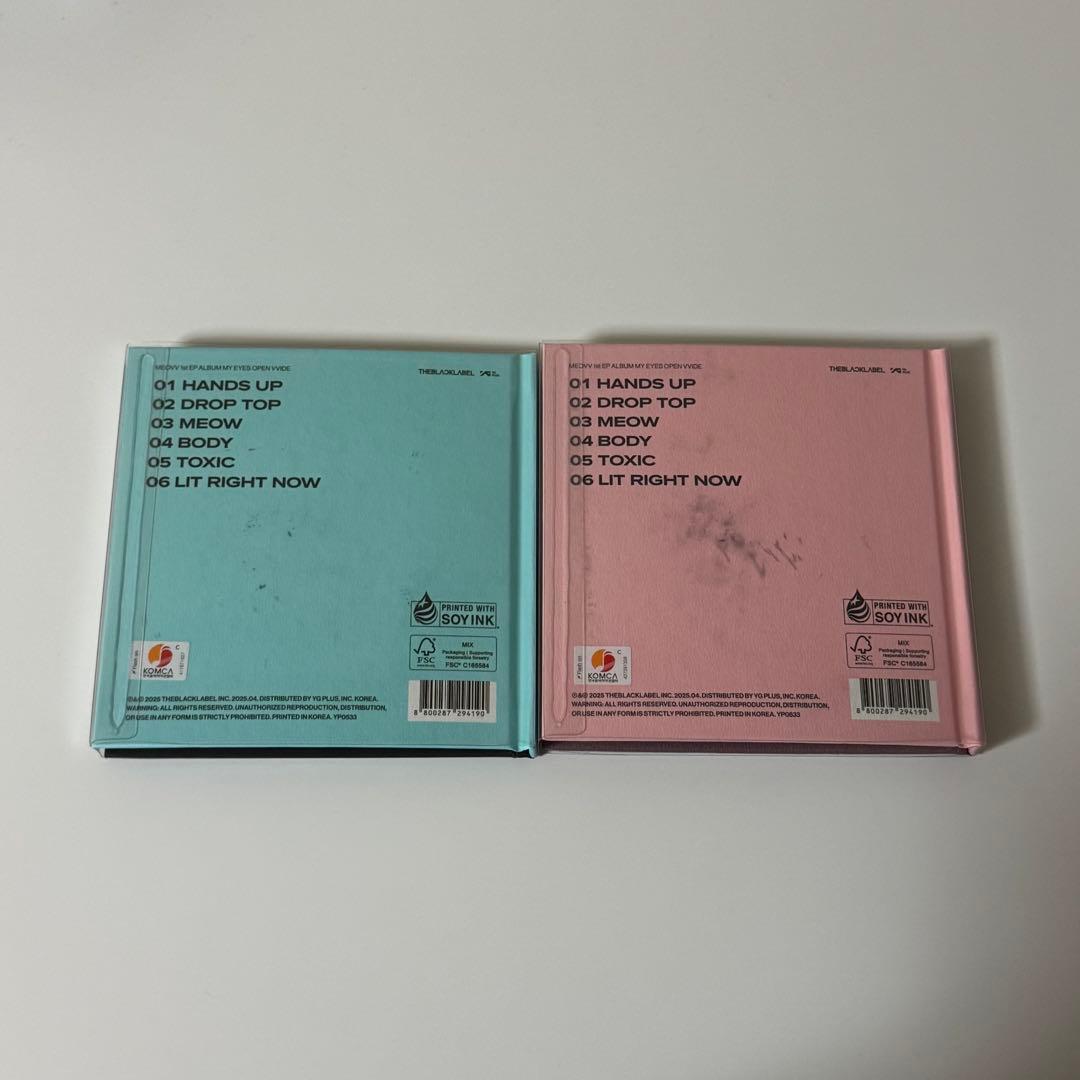 MEOVV 1st EP ALBUM MY EYES OPEN VVIDE
THEBLACKLABEL YG PLUS
01 HANDS UP
02 DROP TOP
03 MEOW
04 BODY
05 TOXIC
06 LIT RIGHT NOW
PRINTED WITH
SOY INK
FSC
MIX
Packaging | Supporting
responsible forestry
FSC® C165584
KOMCA
8 800287 294190
℗&© 2025 THEBLACKLABEL INC. 2025.04. DISTRIBUTED BY YG PLUS, INC. KOREA.
WARNING: ALL RIGHTS RESERVED. UNAUTHORIZED REPRODUCTION, DISTRIBUTION,
OR USE IN ANY FORM IS STRICTLY PROHIBITED. PRINTED IN KOREA. YP0633
MEOVV 1st EP ALBUM MY EYES OPEN VVIDE
THEBLACKLABEL YG PLUS
01 HANDS UP
02 DROP TOP
03 MEOW
04 BODY
05 TOXIC
06 LIT RIGHT NOW
PRINTED WITH
SOY INK
FSC
MIX
Packaging | Supporting
responsible forestry
FSC® C165584
KOMCA
8 800287 294190
℗&© 2025 THEBLACKLABEL INC. 2025.04. DISTRIBUTED BY YG PLUS, INC. KOREA.
WARNING: ALL RIGHTS RESERVED. UNAUTHORIZED REPRODUCTION, DISTRIBUTION,
OR USE IN ANY FORM IS STRICTLY PROHIBITED. PRINTED IN KOREA. YP0633